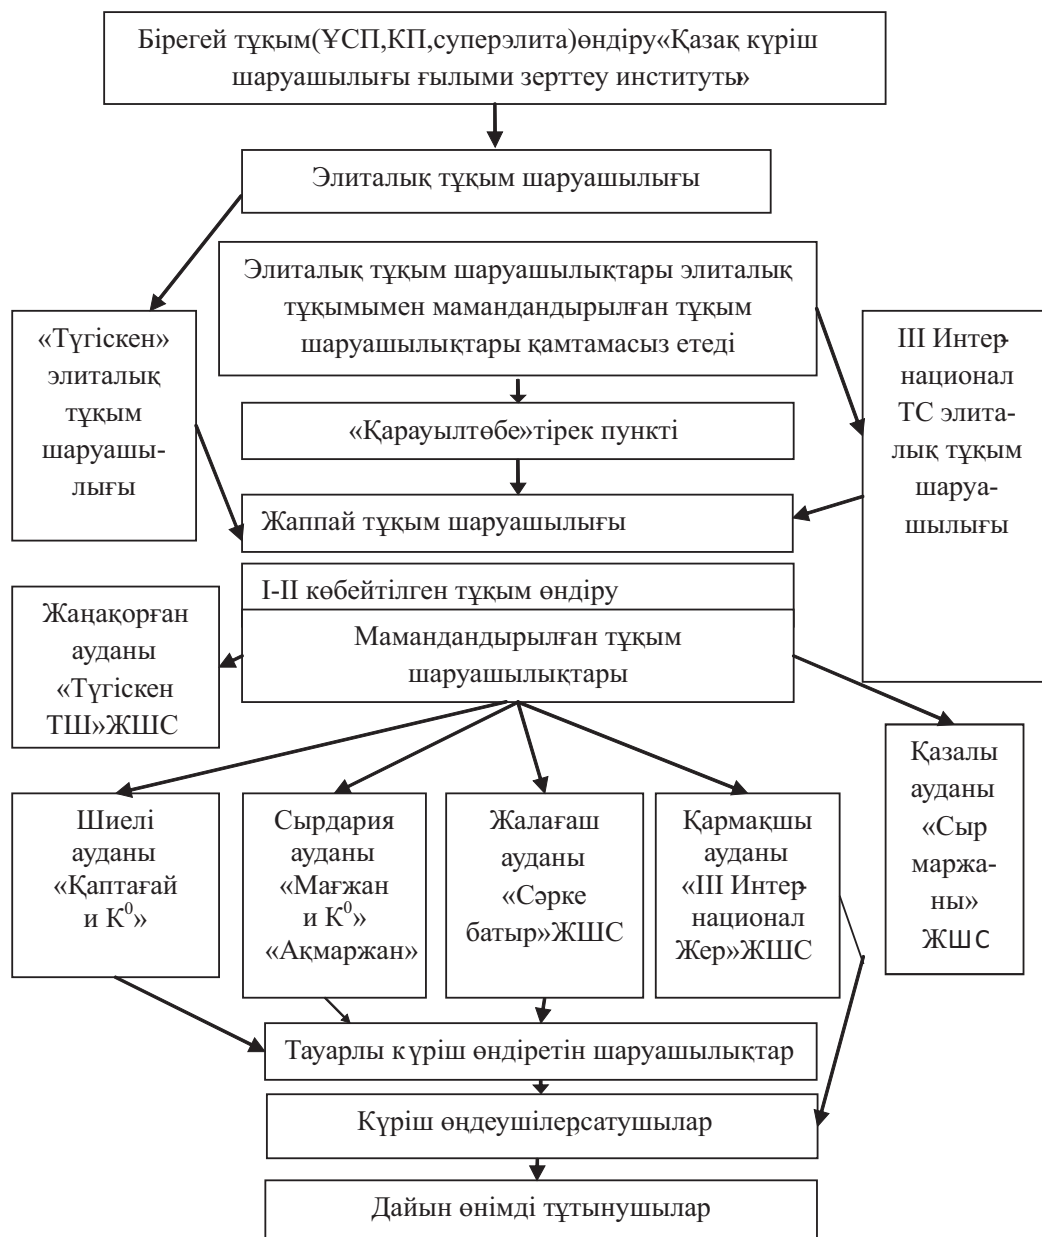 Бірегей тұқым(ҰСП,КП,суперэлита)өндіру«Қазақ күріш
шаруашылығы ғылыми зерттеу институты»
Элиталық тұқым шаруашылығы
Элиталық тұқым шаруашылықтары элиталық
тұқымымен мамандандырылған тұқым
шаруашылықтары қамтамасыз етеді
«Түгіскен»
элиталық
тұқым
шаруашы-
лығы
III Интер-
национал
ТС элита-
лық тұқым
шаруа-
шылығы
«Қарауылтөбе»тірек пункті
Жаппай тұқым шаруашылығы
I-II көбейтілген тұқым өндіру
Мамандандырылған тұқым
шаруашылықтары
Жаңақорған
ауданы
«Түгіскен
ТШ»ЖШС
Қазалы
ауданы
«Сыр
маржа-
ны»
ЖШС
Шиелі
ауданы
«Қаптағай
и К⁰»
Сырдария
ауданы
«Мағжан
и К⁰»
«Ақмаржан»
Жалағаш
ауданы
«Сәрке
батыр»ЖШС
Қармақшы
ауданы
«III Интер-
национал
Жер»ЖШС
Тауарлы күріш өндіретін шаруашылықтар
Күріш өңдеушілер,сатушылар
Дайын өнімді тұтынушылар